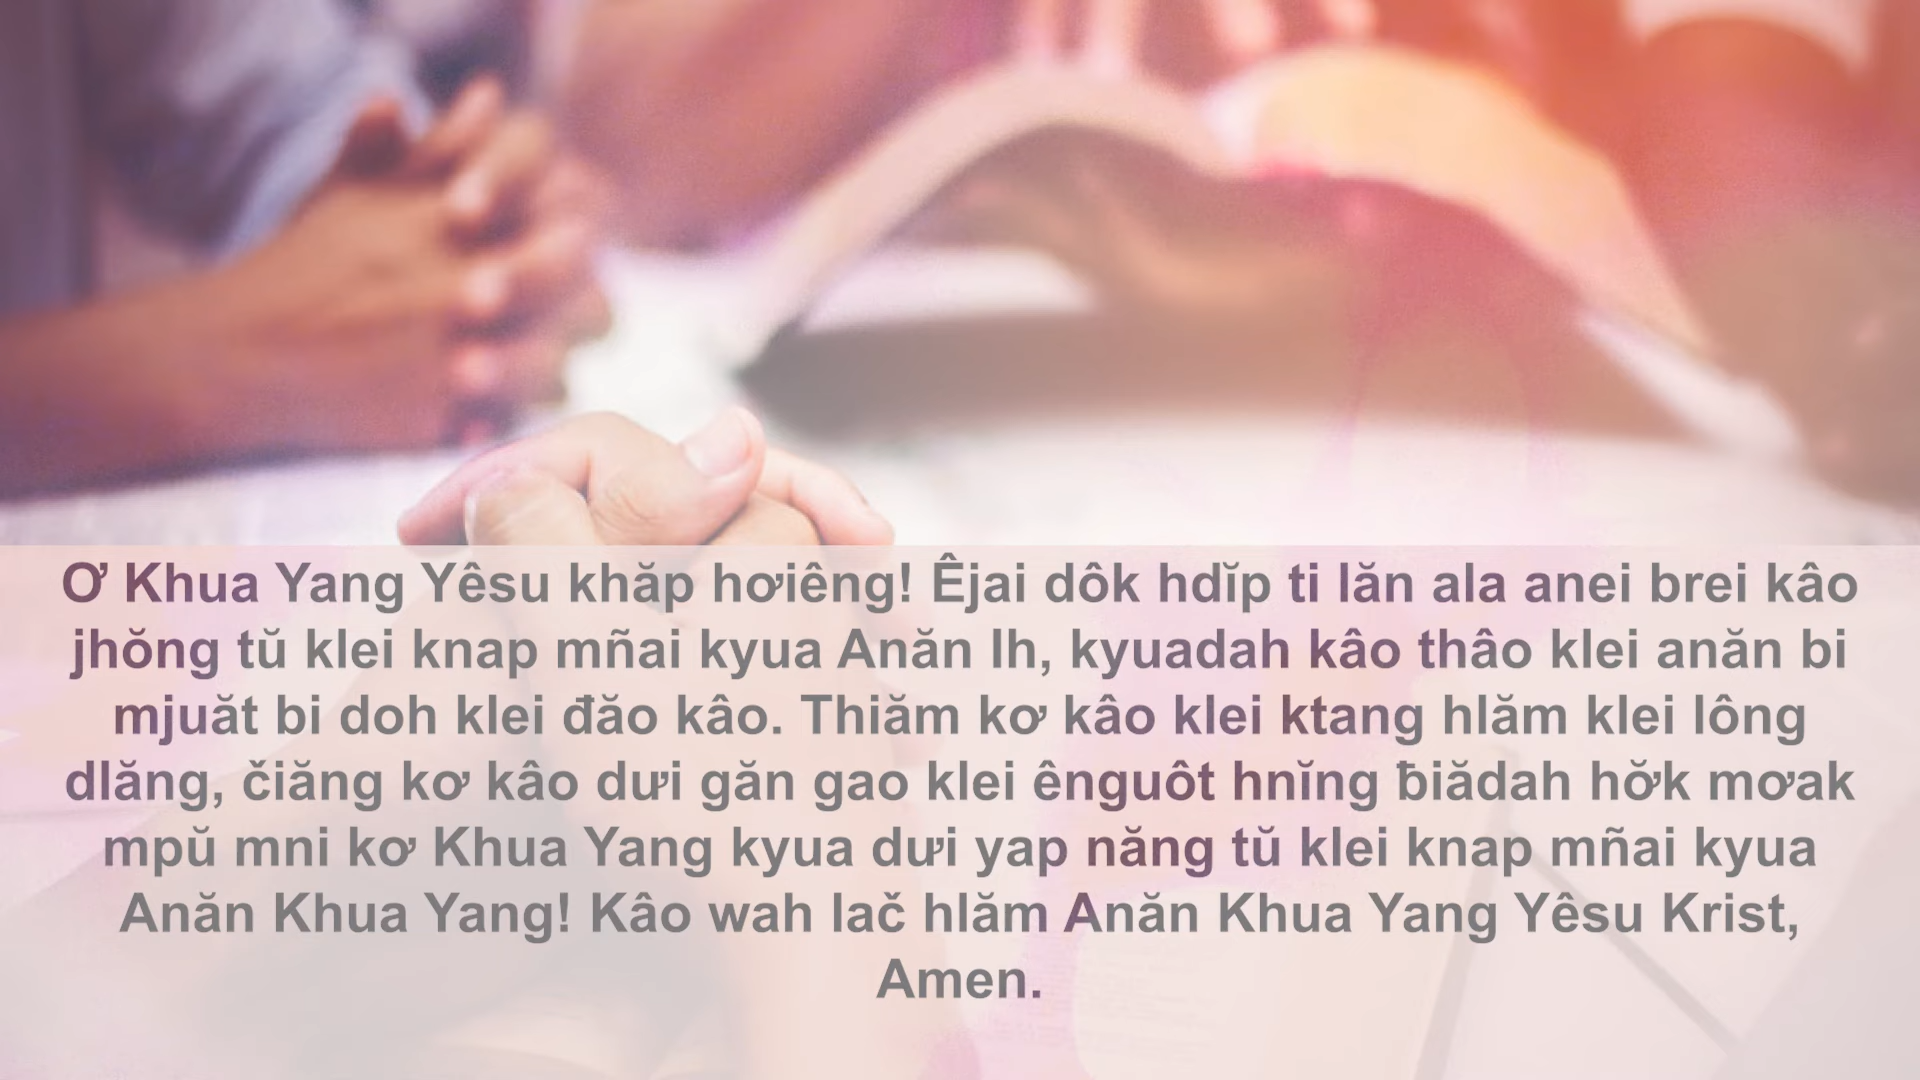 Ơ Khua Yang Yêsu khăp hơiêng! Êjai dôk hdĭp ti lăn ala anei brei kâo
jhŏng tŭ klei knap mñai kyua Anăn Ih, kyuadah kâo thâo klei anăn bi
mjuăt bi doh klei đăo kâo. Thiăm kơ kâo klei ktang hlăm klei lông
dlăng, čiăng kơ kâo dưi găn gao klei ênguôt hnĭng ƀiădah hơ̆k mơak
mpŭ mni kơ Khua Yang kyua dưi yap năng tŭ klei knap mñai kyua
Anăn Khua Yang! Kâo wah lač hlăm Anăn Khua Yang Yêsu Krist,
Amen.